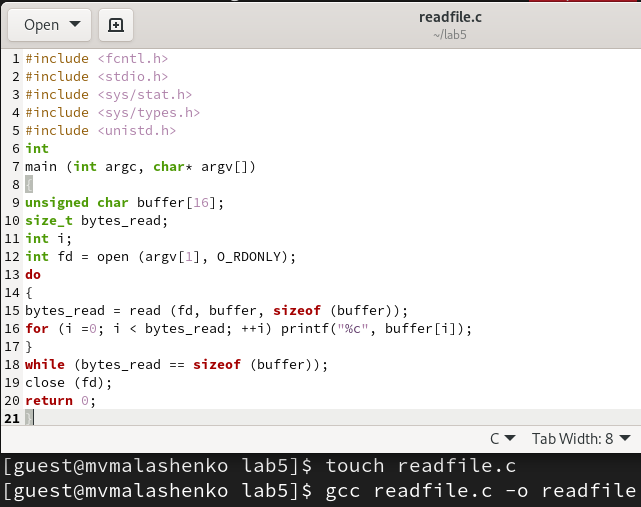 Open
readfile.c
~/lab5
1 #include <fcntl.h>
2 #include <stdio.h>
3 #include <sys/stat.h>
4 #include <sys/types.h>
5 #include <unistd.h>
6 int
7 main (int argc, char* argv[])
8 {
9 unsigned char buffer[16];
10 size_t bytes_read;
11 int i;
12 int fd = open (argv[1], O_RDONLY);
13 do
14 {
15 bytes_read = read (fd, buffer, sizeof (buffer));
16 for (i =0; i < bytes_read; ++i) printf("%c", buffer[i]);
17 }
18 while (bytes_read == sizeof (buffer));
19 close (fd);
20 return 0;
21 }
C Tab Width: 8
[guest@mvmalashenko lab5]$ touch readfile.c
[guest@mvmalashenko lab5]$ gcc readfile.c -o readfile